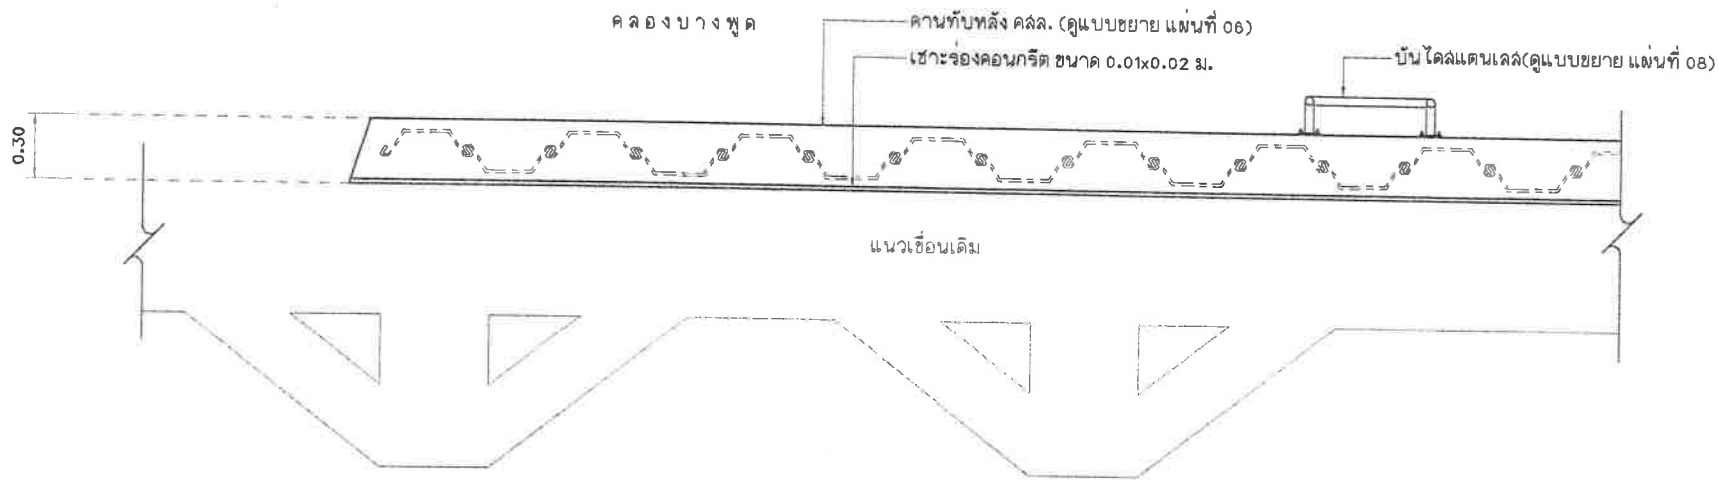 คลองบางพูด
คานทับหลัง คสล. (ดูแบบขยาย แผ่นที่ 06)
เซาะร่องคอนกรีต ขนาด 0.01x0.02 ม.
บันไดสแตนเลส(ดูแบบขยาย แผ่นที่ 08)
0.30
แนวเขื่อนเดิม